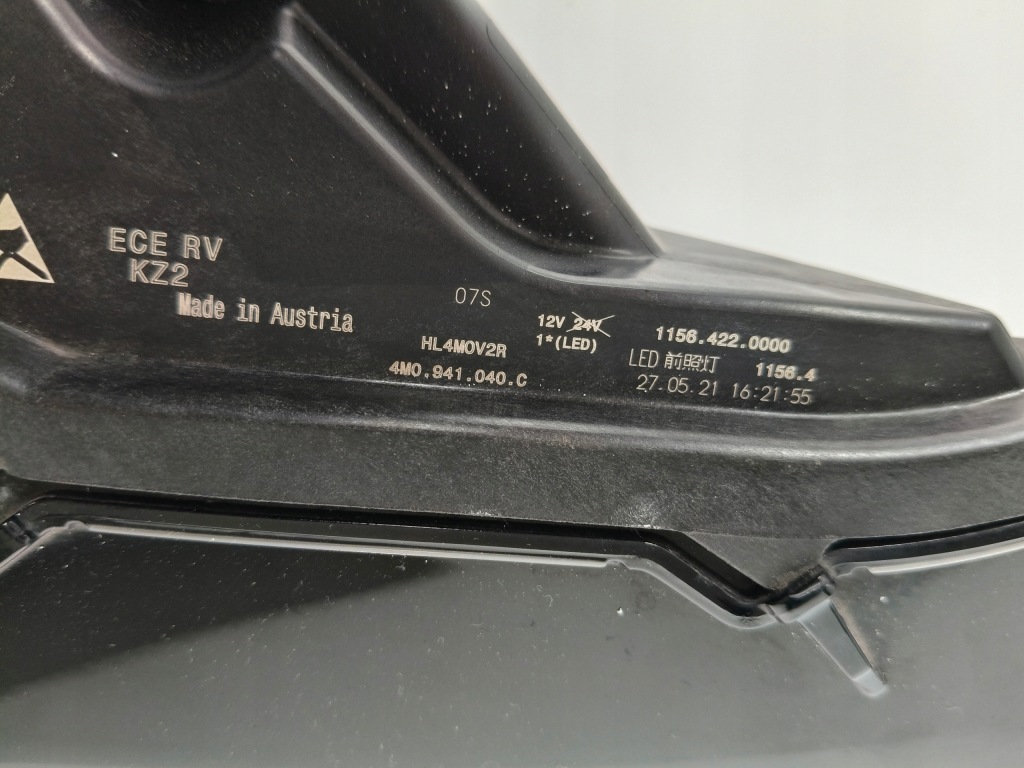 ECE RV
KZ2
Made in Austria
07S
HL4M0V2R
4M0.941.040.C
12V 24V
1*(LED)
1156.422.0000
LED 前照灯 1156.4
27.05.21 16:21:55